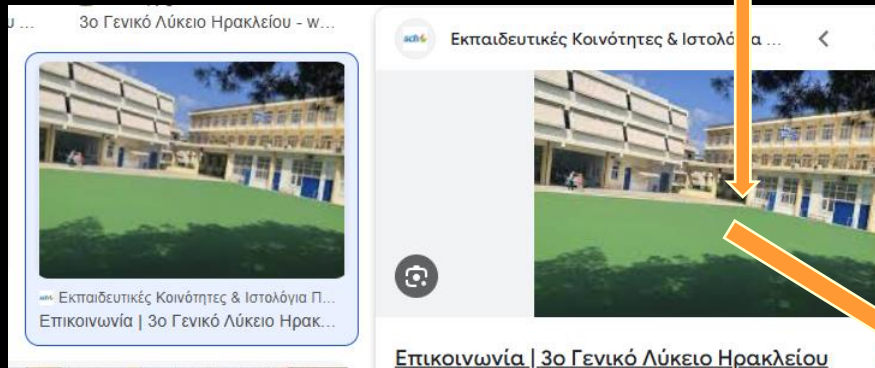 3ο Γενικό Λύκειο Ηρακλείου - w...
Εκπαιδευτικές Κοινότητες & Ιστολόγια Π...
Επικοινωνία | 3ο Γενικό Λύκειο Ηρακ...
sch Εκπαιδευτικές Κοινότητες & Ιστολό α ...
Επικοινωνία | 3ο Γενικό Λύκειο Ηρακλείου